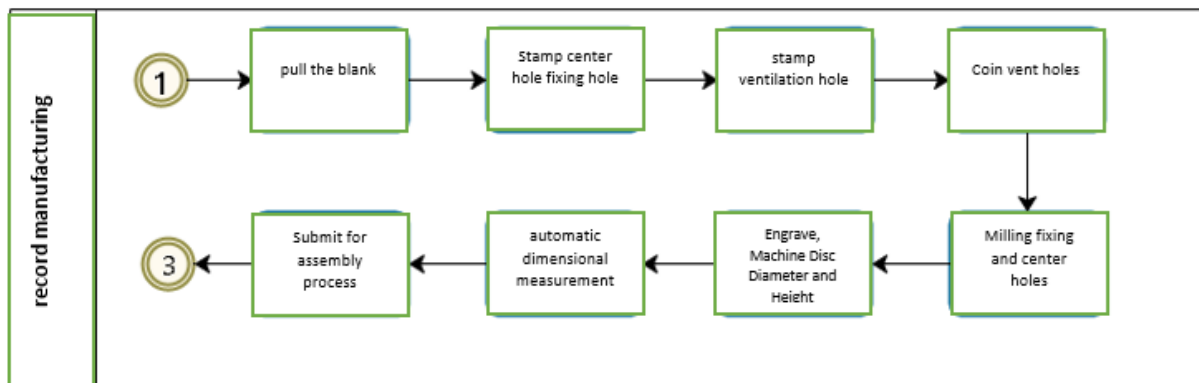 record manufacturing
1
pull the blank
Stamp center
hole fixing hole
stamp
ventilation hole
Coin vent holes
Milling fixing
and center
holes
Engrave,
Machine Disc
Diameter and
Height
automatic
dimensional
measurement
Submit for
assembly
process
3